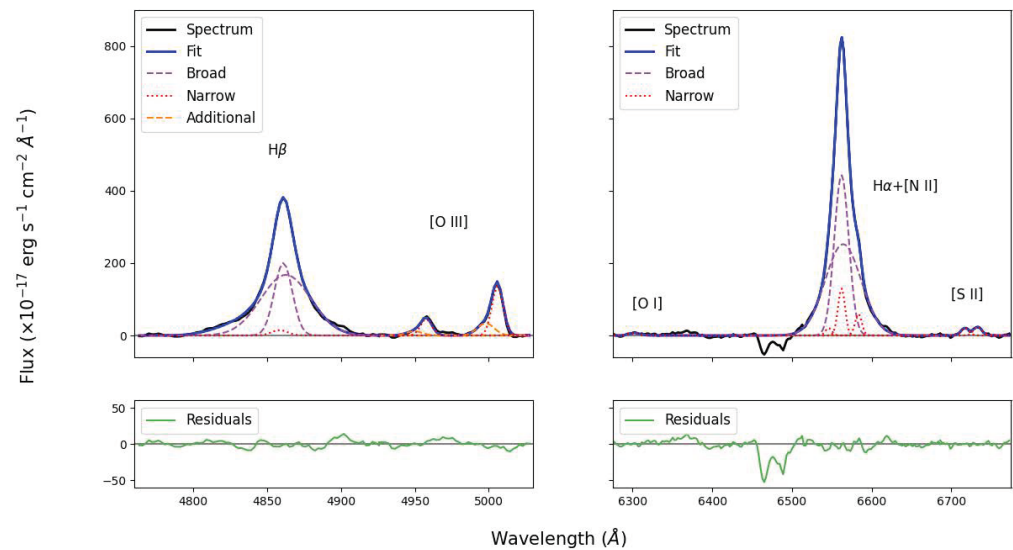 Flux (×10⁻¹⁷ erg s⁻¹ cm⁻² Å⁻¹)
800
600
400
200
0
Spectrum
Fit
Broad
Narrow
Additional
Hβ
[O III]
Spectrum
Fit
Broad
Narrow
Hα+[N II]
[O I]
[S II]
50
0
−50
Residuals
Residuals
4800 4850 4900 4950 5000
6300 6400 6500 6600 6700
Wavelength (Å)